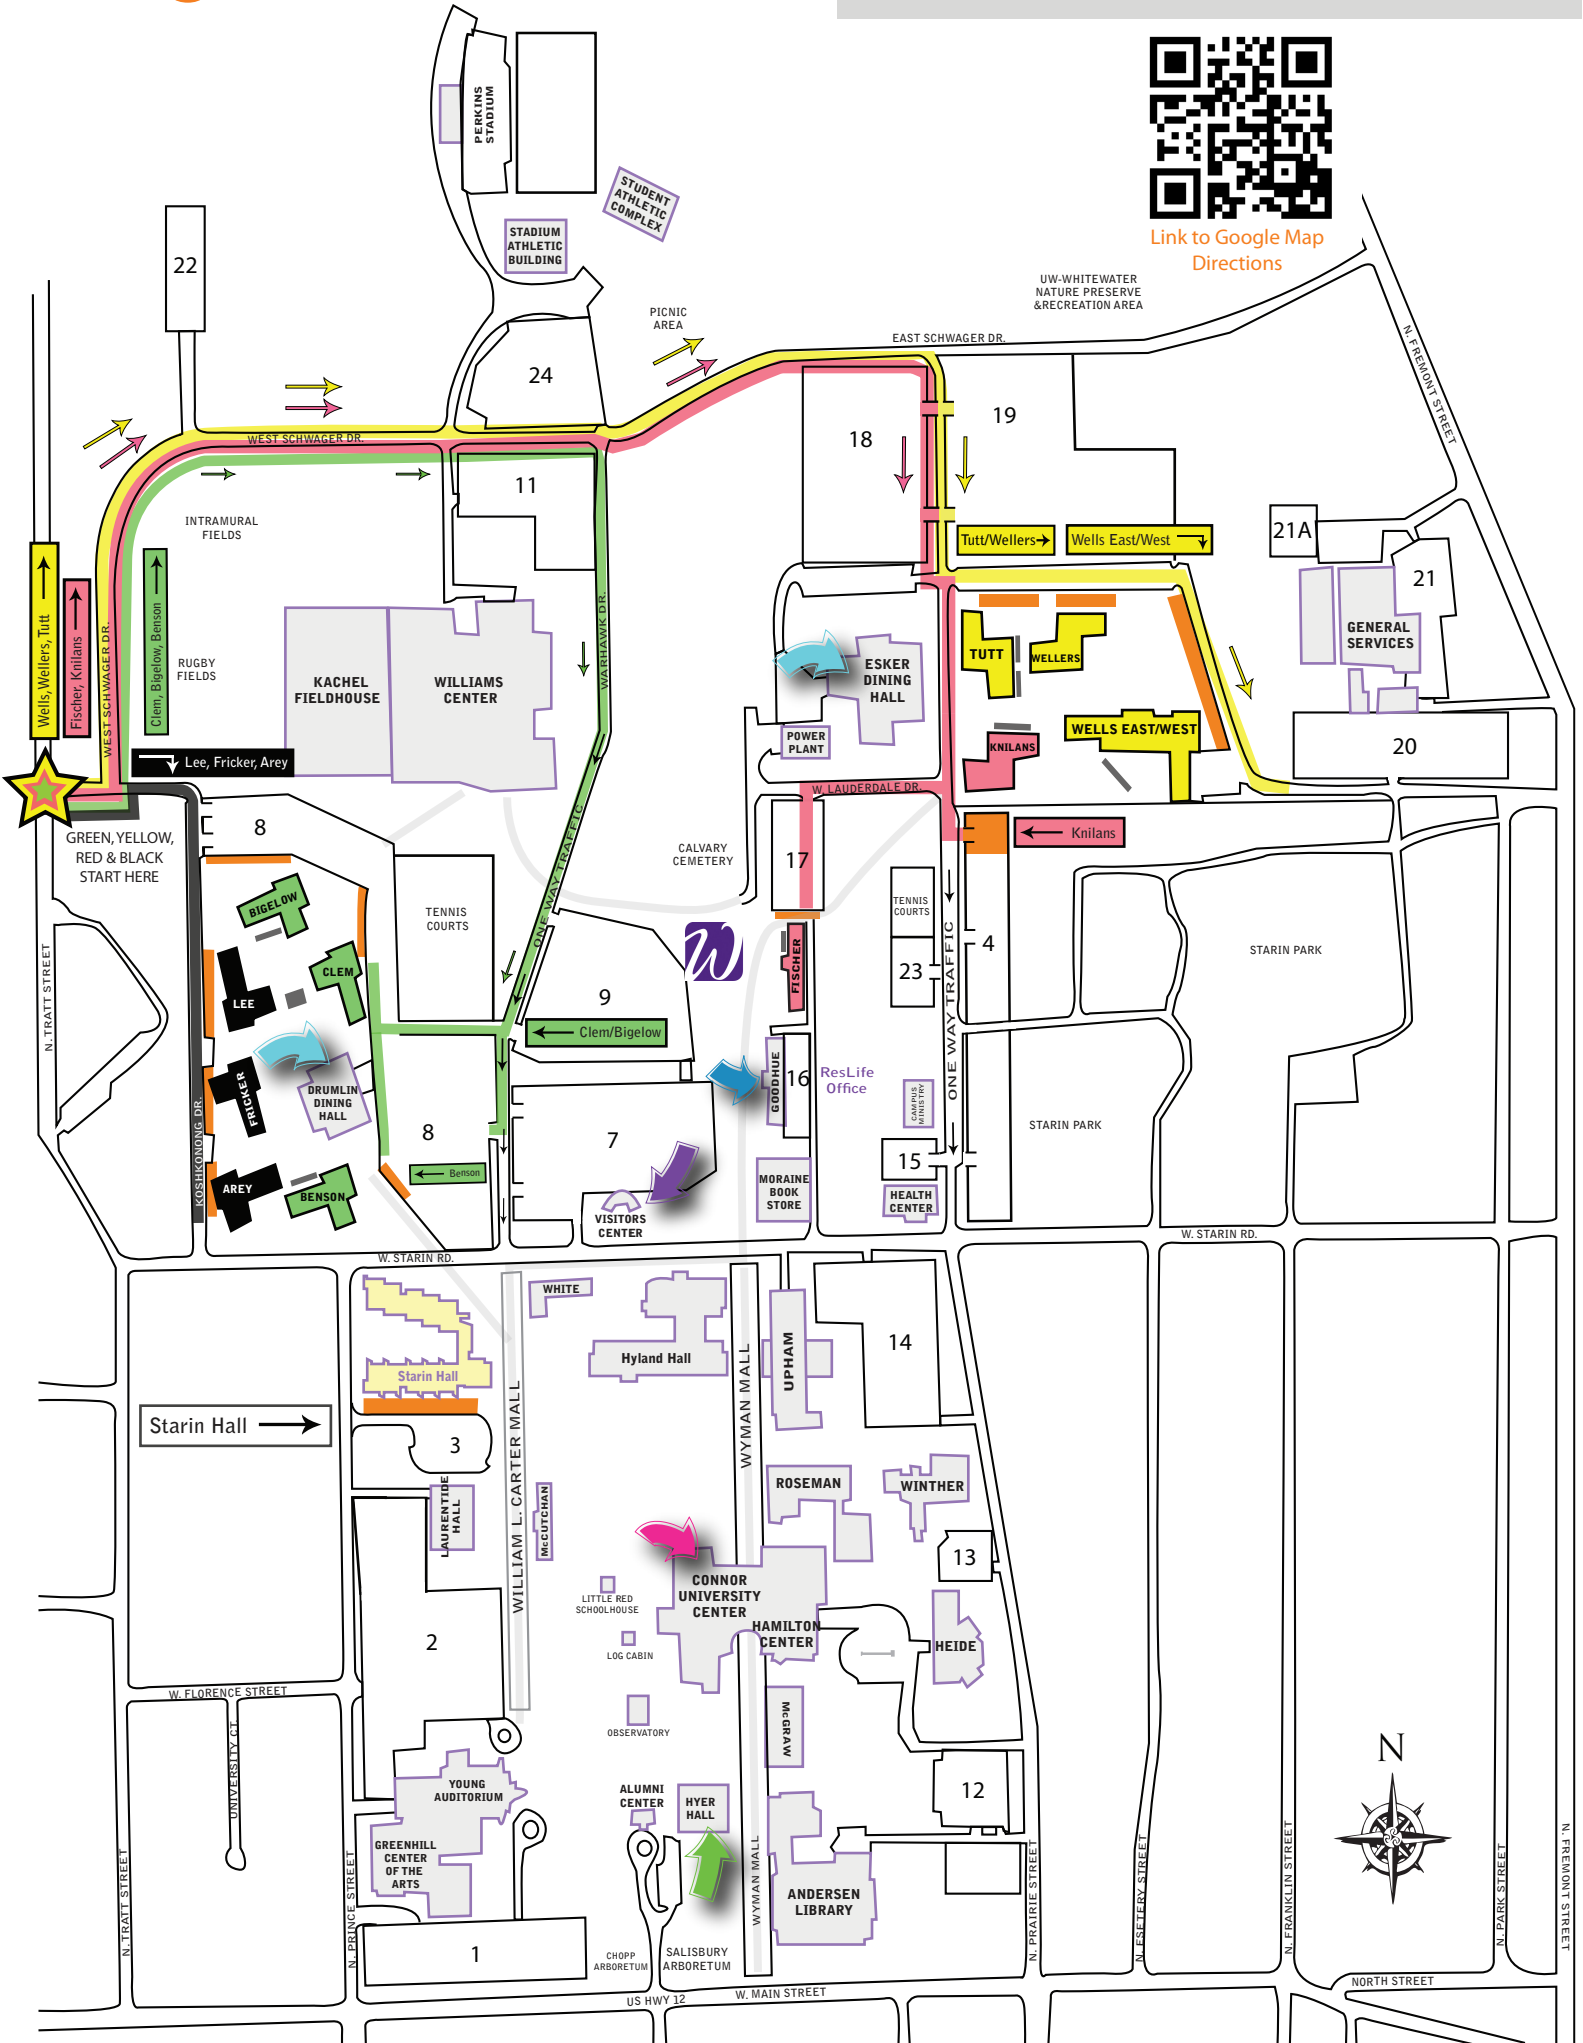 Link to Google Map
Directions
PERKINS
STADIUM
STUDENT
ATHLETIC
COMPLEX
STADIUM
ATHLETIC
BUILDING
22
UW-WHITEWATER
NATURE PRESERVE
&RECREATION AREA
PICNIC
AREA
EAST SCHWAGER DR.
N. FREMONT STREET
24
19
18
WEST SCHWAGER DR.
11
INTRAMURAL
FIELDS
21A
21
Tutt/Wellers
Wells East/West
Wells, Wellers, Tutt
Fischer, Knilans
WEST SCHWAGER DR.
Clem, Bigelow, Benson
RUGBY
FIELDS
WARHAWK DR.
KACHEL
FIELDHOUSE
WILLIAMS
CENTER
ESKER
DINING
HALL
TUTT
WELLERS
GENERAL
SERVICES
POWER
PLANT
KNILANS
WELLS EAST/WEST
20
Lee, Fricker, Arey
W. LAUDERDALE DR.
GREEN, YELLOW,
RED & BLACK
START HERE
8
CALVARY
CEMETERY
17
Knilans
ONE WAY TRAFFIC
BIGELOW
TENNIS
COURTS
TENNIS
COURTS
W
FISCHER
4
STARIN PARK
N. TRATT STREET
LEE
CLEM
9
23
ONE WAY TRAFFIC
Clem/Bigelow
FRICKER
DRUMLIN
DINING
HALL
GOODHUE
16
ResLife
Office
CAMPUS
MINISTRY
KOSHKONONG DR.
8
7
STARIN PARK
15
Benson
AREY
BENSON
MORAINE
BOOK
STORE
HEALTH
CENTER
VISITORS
CENTER
W. STARIN RD.
W. STARIN RD.
WHITE
Hyland Hall
UPHAM
14
Starin Hall
Starin Hall
WYMAN MALL
WILLIAM L. CARTER MALL
3
LAURENTIDE
HALL
McCUTCHAN
ROSEMAN
WINTHER
13
CONNOR
UNIVERSITY
CENTER
LITTLE RED
SCHOOLHOUSE
HAMILTON
CENTER
HEIDE
2
LOG CABIN
W. FLORENCE STREET
UNIVERSITY CT.
OBSERVATORY
McGRAW
N
YOUNG
AUDITORIUM
ALUMNI
CENTER
HYER
HALL
12
GREENHILL
CENTER
OF THE
ARTS
WYMAN MALL
ANDERSEN
LIBRARY
N. TRATT STREET
N. PRINCE STREET
N. PRAIRIE STREET
N. ESETERY STREET
N. FRANKLIN STREET
N. PARK STREET
N. FREMONT STREET
1
CHOPP
ARBORETUM
SALISBURY
ARBORETUM
NORTH STREET
US HWY 12
W. MAIN STREET